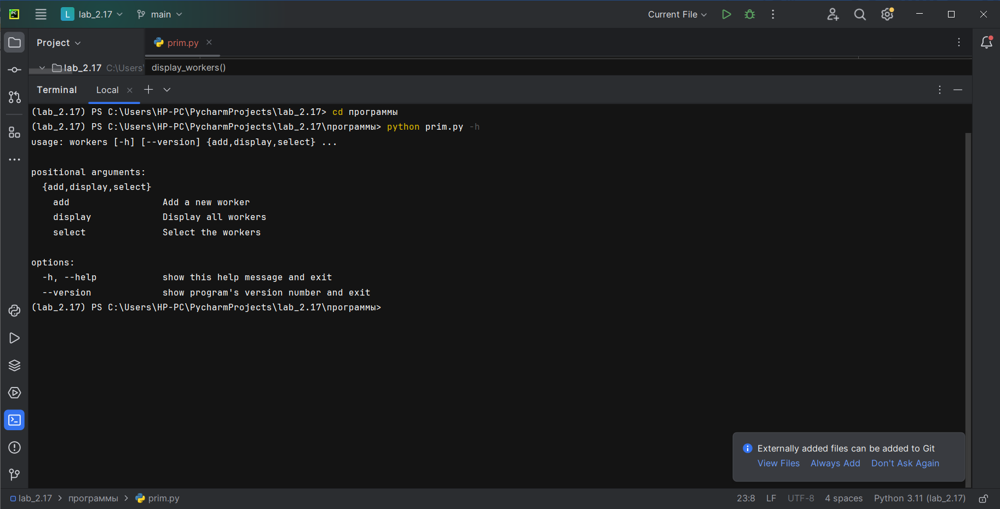 PC
L lab_2.17 main Current File
Project prim.py
lab_2.17 C:\Users display_workers()
Terminal Local
(lab_2.17) PS C:\Users\HP-PC\PycharmProjects\lab_2.17> cd программы
(lab_2.17) PS C:\Users\HP-PC\PycharmProjects\lab_2.17\программы> python prim.py -h
usage: workers [-h] [--version] {add,display,select} ...
positional arguments:
{add,display,select}
add Add a new worker
display Display all workers
select Select the workers
options:
-h, --help show this help message and exit
--version show program's version number and exit
(lab_2.17) PS C:\Users\HP-PC\PycharmProjects\lab_2.17\программы>
Externally added files can be added to Git
View Files Always Add Don't Ask Again
lab_2.17 > программы > prim.py 23:8 LF UTF-8 4 spaces Python 3.11 (lab_2.17)